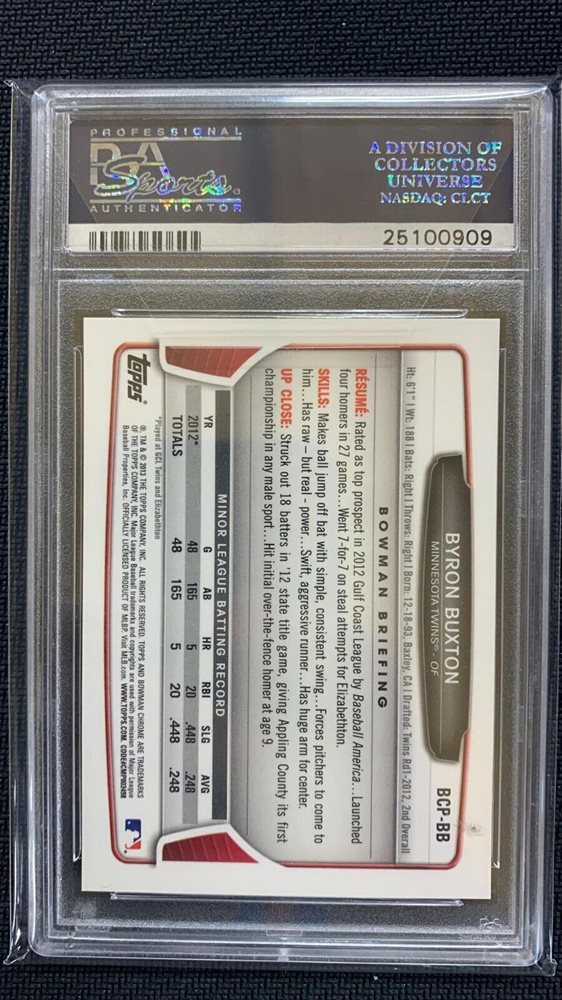 PROFESSIONAL
PSA
Sports
AUTHENTICATOR
A DIVISION OF
COLLECTORS
UNIVERSE
NASDAQ: CLCT
25100909
BYRON BUXTON
MINNESOTA TWINS® OF
BCP-BB
Ht: 6'1" | Wt: 188 | Bats: Right | Throws: Right | Born: 12-18-93, Baxley, CA | Drafted: Twins Rd1-2012, 2nd Overall
BOWMAN BRIEFING
RÉSUMÉ: Rated as top prospect in 2012 Gulf Coast League by Baseball America...Launched
four homers in 27 games...Went 7-for-7 on steal attempts for Elizabethton.
SKILLS: Makes ball jump off bat with simple, consistent swing...Forces pitchers to come to
him...Has raw – but real - power...Swift, aggressive runner...Has huge arm for center.
UP CLOSE: Struck out 18 batters in '12 state title game, giving Appling County its first
championship in any male sport...Hit initial over-the-fence homer at age 9.
MINOR LEAGUE BATTING RECORD
YR G AB HR RBI SLG AVG
2012* 48 165 5 20 .448 .248
TOTALS 48 165 5 20 .448 .248
*Played at GCL Twins and Elizabethton
topps
®, TM & © 2013 THE TOPPS COMPANY, INC. ALL RIGHTS RESERVED. TOPPS AND BOWMAN CHROME ARE TRADEMARKS
OF THE TOPPS COMPANY, INC. Major League Baseball trademarks and copyrights are used with permission of Major League
Baseball Properties, Inc. OFFICIALLY LICENSED PRODUCT OF MLBP. Visit MLB.com. WWW.TOPPS.COM.